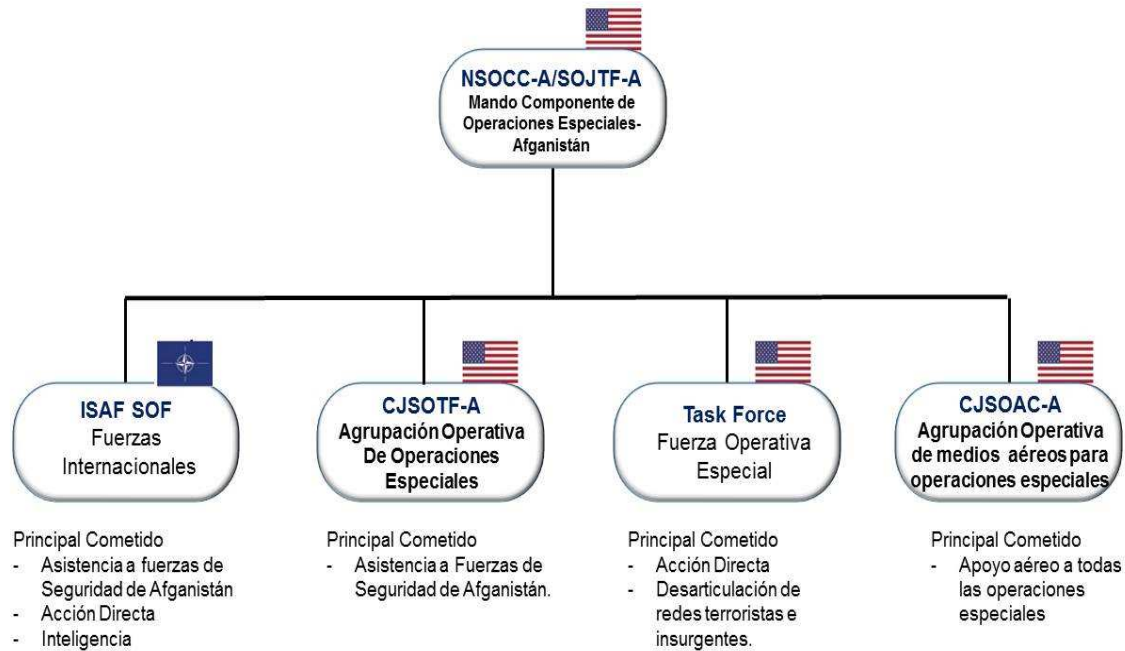 NSOCC-A/SOJTF-A
Mando Componente de
Operaciones Especiales-
Afganistán
ISAF SOF
Fuerzas
Internacionales
CJSOTF-A
Agrupación Operativa
De Operaciones
Especiales
Task Force
Fuerza Operativa
Especial
CJSOAC-A
Agrupación Operativa
de medios aéreos para
operaciones especiales
Principal Cometido
- Asistencia a fuerzas de
Seguridad de Afganistán
- Acción Directa
- Inteligencia
Principal Cometido
- Asistencia a Fuerzas de
Seguridad de Afganistán.
Principal Cometido
- Acción Directa
- Desarticulación de
redes terroristas e
insurgentes.
Principal Cometido
- Apoyo aéreo a todas
las operaciones
especiales